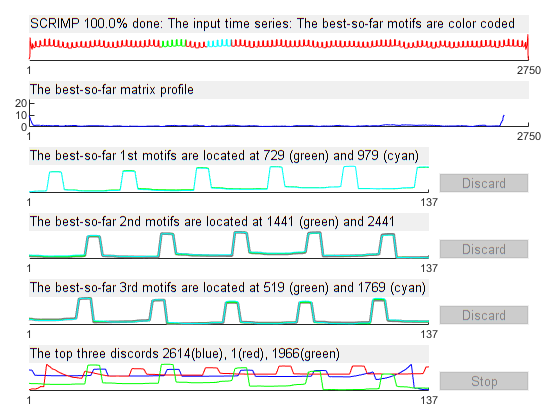 SCRIMP 100.0% done: The input time series: The best-so-far motifs are color coded
1 2750
The best-so-far matrix profile
20
10
0
1 2750
The best-so-far 1st motifs are located at 729 (green) and 979 (cyan)
Discard
1 137
The best-so-far 2nd motifs are located at 1441 (green) and 2441
Discard
1 137
The best-so-far 3rd motifs are located at 519 (green) and 1769 (cyan)
Discard
1 137
The top three discords 2614(blue), 1(red), 1966(green)
Stop
1 137